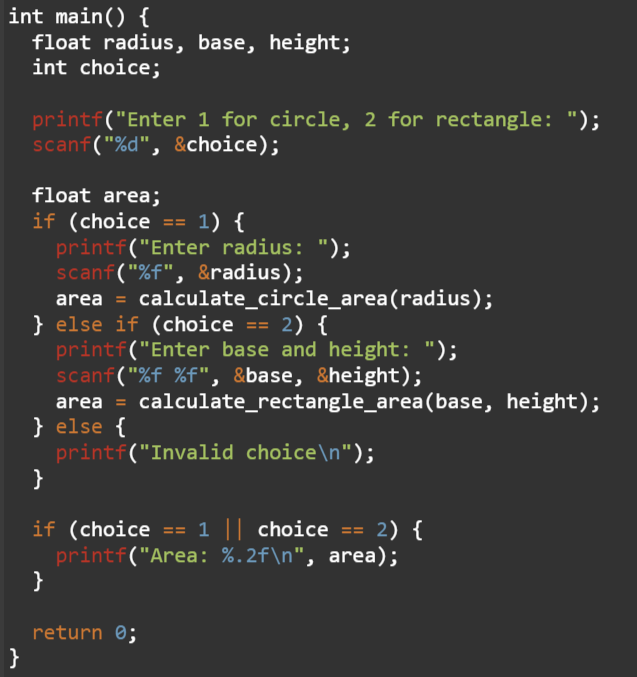 int main() {
  float radius, base, height;
  int choice;

  printf("Enter 1 for circle, 2 for rectangle: ");
  scanf("%d", &choice);

  float area;
  if (choice == 1) {
    printf("Enter radius: ");
    scanf("%f", &radius);
    area = calculate_circle_area(radius);
  } else if (choice == 2) {
    printf("Enter base and height: ");
    scanf("%f %f", &base, &height);
    area = calculate_rectangle_area(base, height);
  } else {
    printf("Invalid choice\n");
  }

  if (choice == 1 || choice == 2) {
    printf("Area: %.2f\n", area);
  }

  return 0;
}